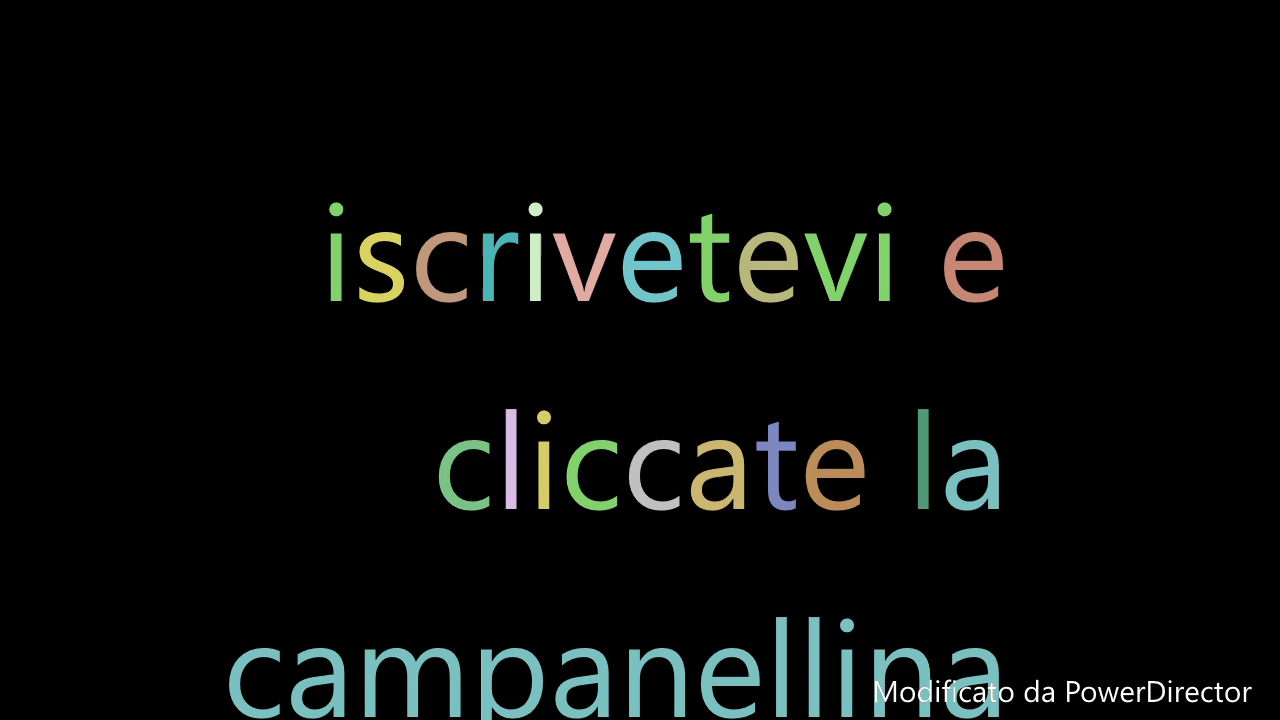 iscrivetevi e
cliccate la
campanellina
Modificato da PowerDirector